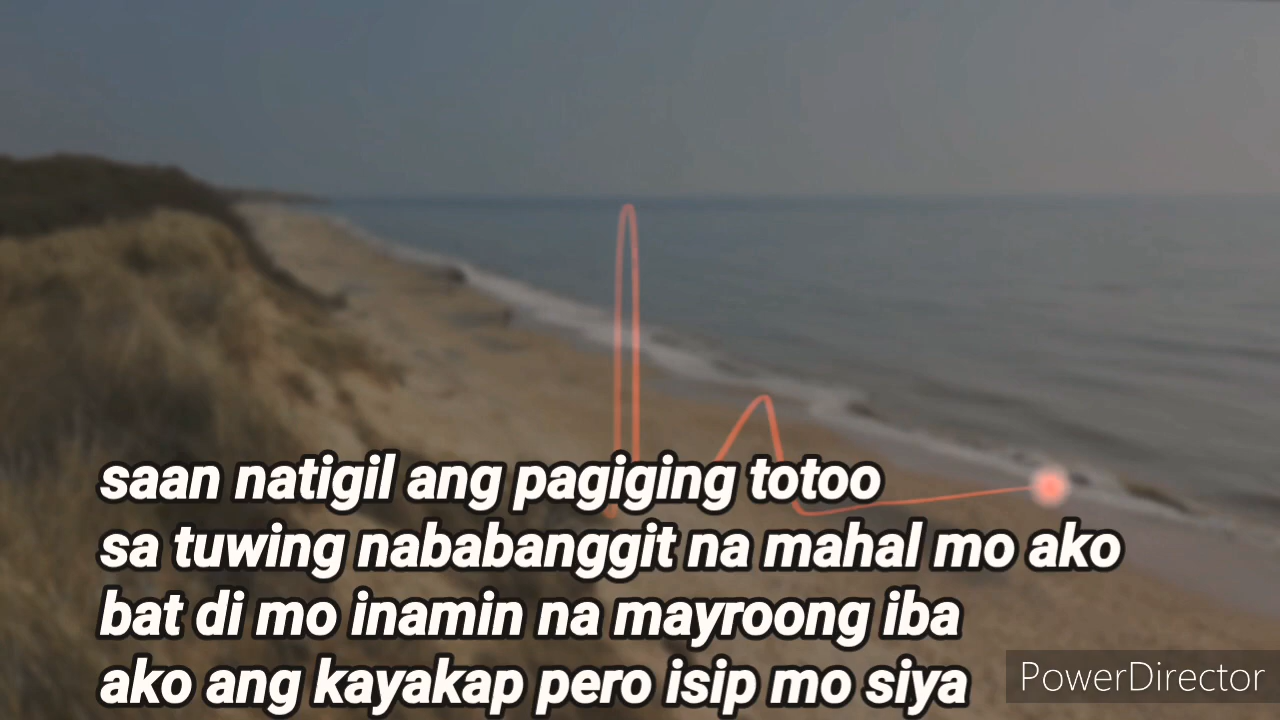 saan natigil ang pagiging totoo
sa tuwing nababanggit na mahal mo ako
bat di mo inamin na mayroong iba
ako ang kayakap pero isip mo siya
PowerDirector